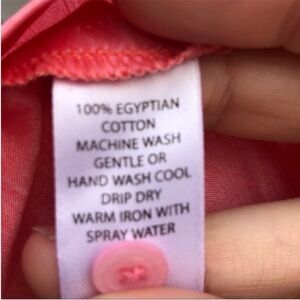 100% EGYPTIAN
COTTON
MACHINE WASH
GENTLE OR
HAND WASH COOL
DRIP DRY
WARM IRON WITH
SPRAY WATER